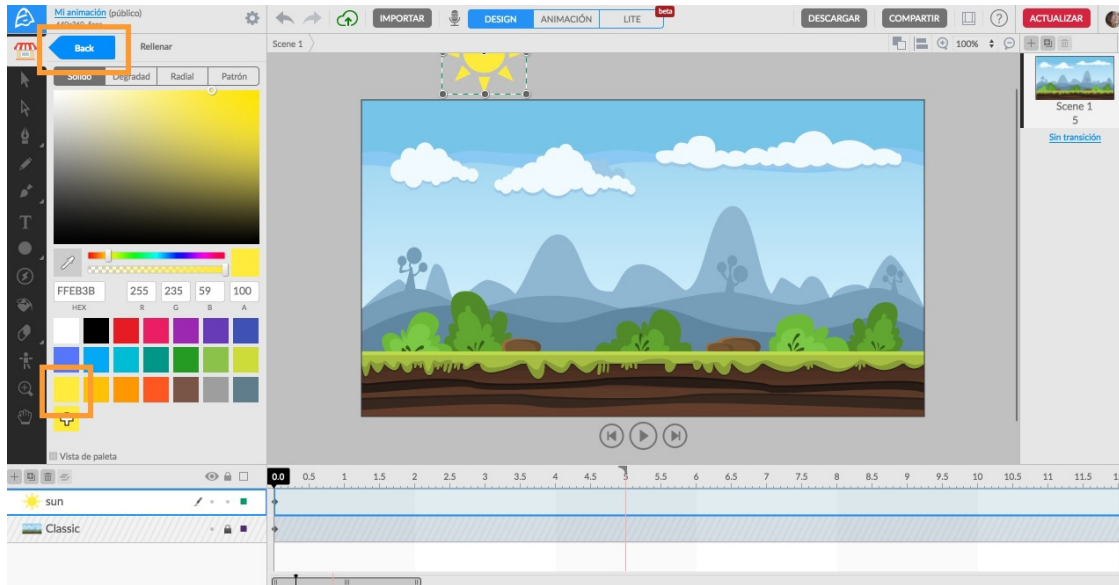 Mi animación (público)
IMPORTAR
DESIGN
ANIMACIÓN
LITE
beta
DESCARGAR
COMPARTIR
?
ACTUALIZAR
Back
Rellenar
Scene 1
100%
Sólido
Degradad
Radial
Patrón
T
FFEB3B 255 235 59 100
HEX R G B A
Vista de paleta
Scene 1
5
Sin transición
0.0 0.5 1 1.5 2 2.5 3 3.5 4 4.5 5 5.5 6 6.5 7 7.5 8 8.5 9 9.5 10 10.5 11 11.5
sun
Classic